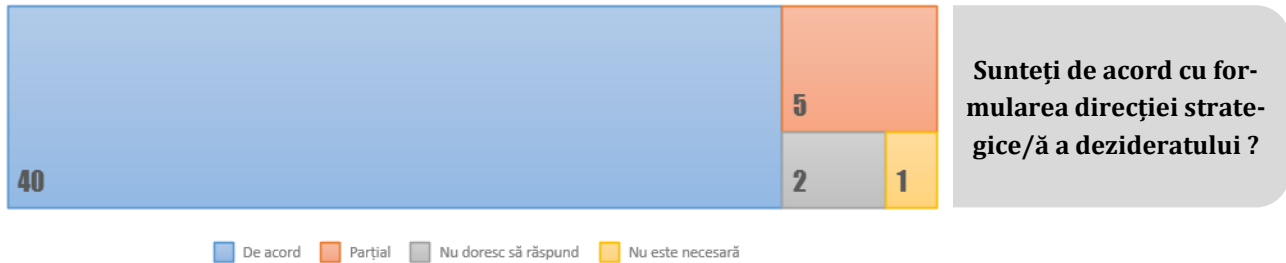 40
5
2
1
Sunteți de acord cu for-
mularea direcției strate-
gice/ă a dezideratului ?
De acord
Parțial
Nu doresc să răspund
Nu este necesară